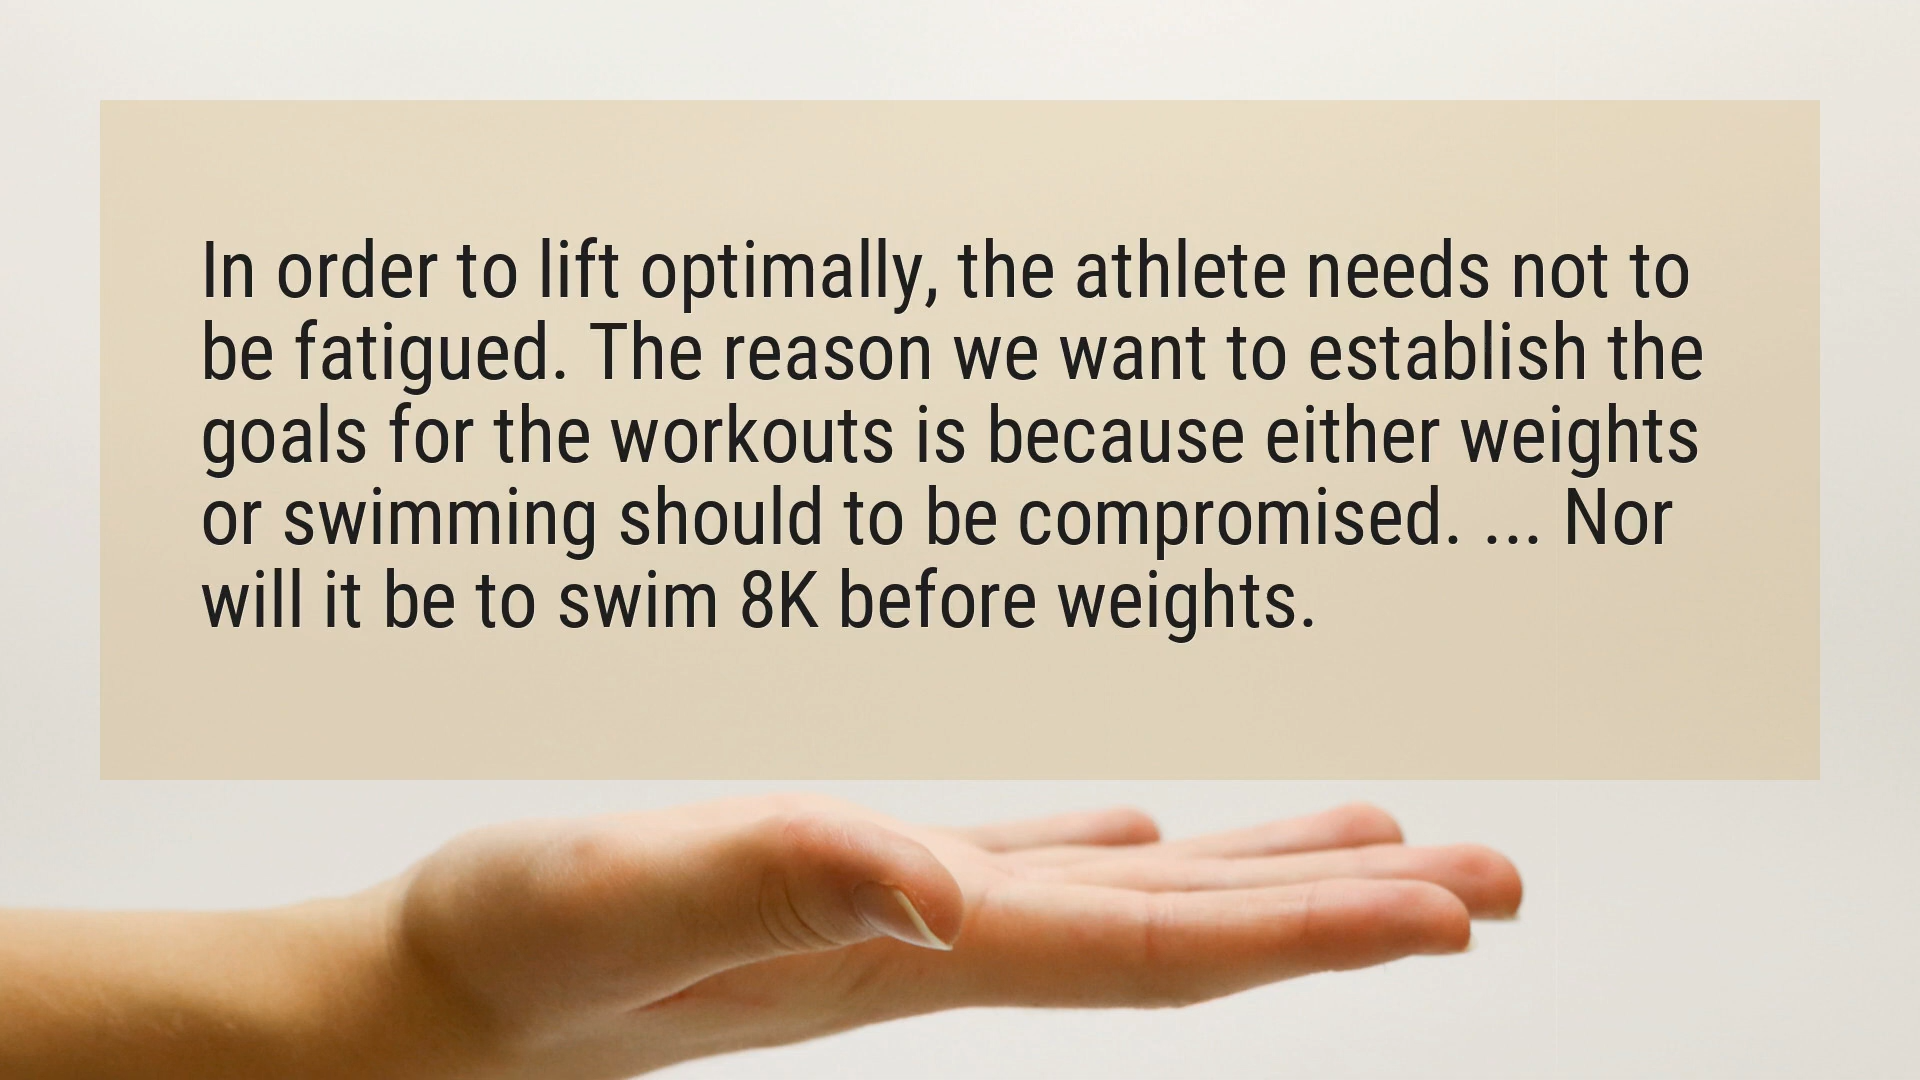 In order to lift optimally, the athlete needs not to
be fatigued. The reason we want to establish the
goals for the workouts is because either weights
or swimming should to be compromised. ... Nor
will it be to swim 8K before weights.